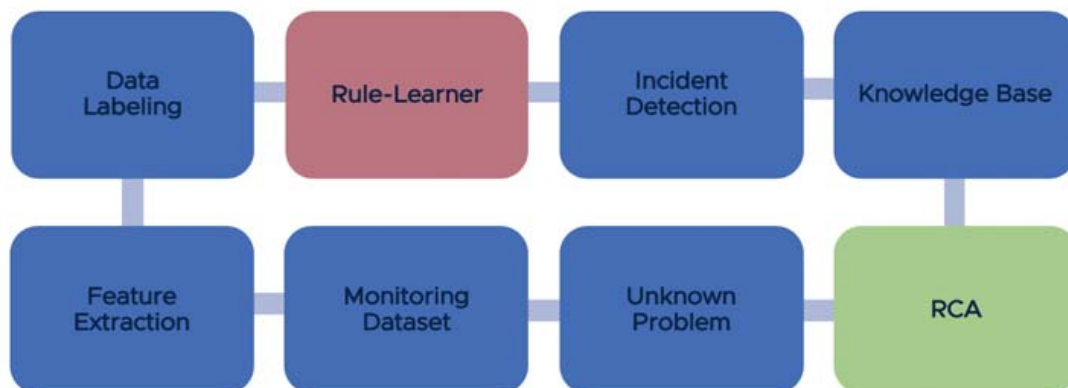 Data
Labeling
Rule-Learner
Incident
Detection
Knowledge Base
Feature
Extraction
Monitoring
Dataset
Unknown
Problem
RCA